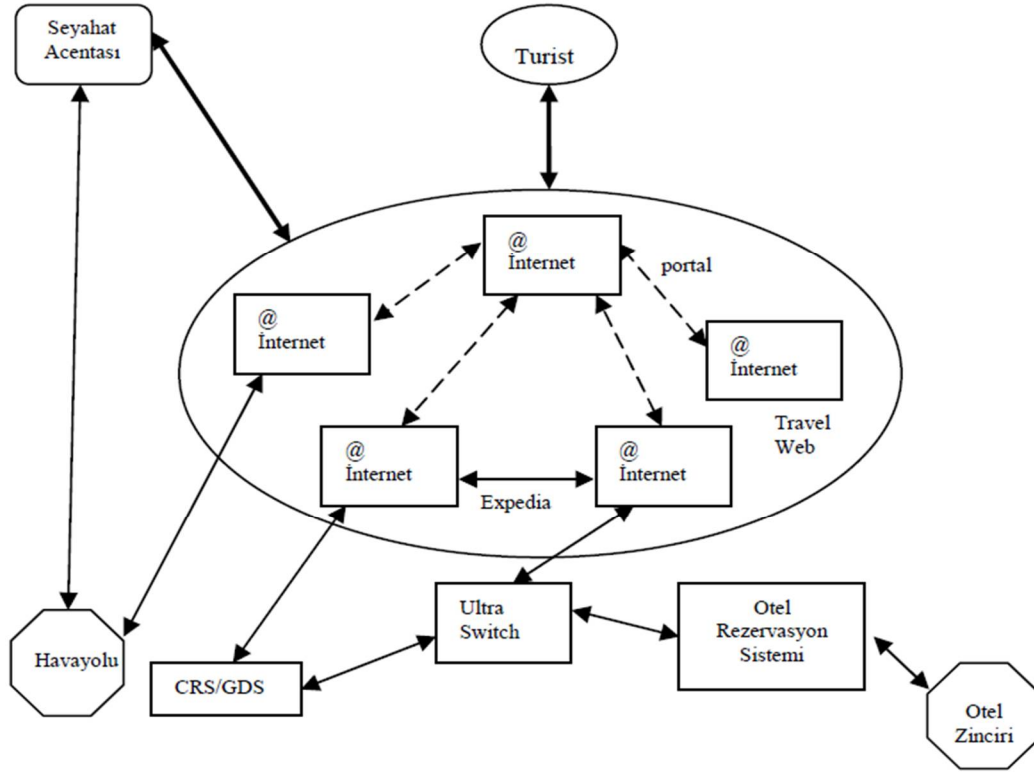 Seyahat
Acentası
Turist
@
İnternet
portal
@
İnternet
@
İnternet
Travel
Web
@
İnternet
@
İnternet
Expedia
Ultra
Switch
Otel
Rezervasyon
Sistemi
Havayolu
CRS/GDS
Otel
Zinciri